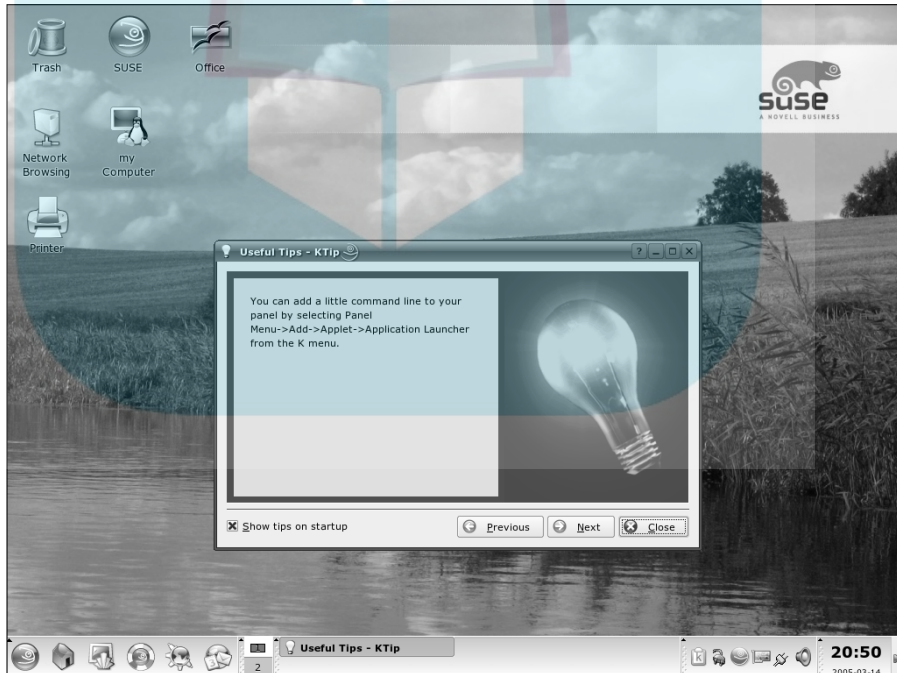 Trash
SUSE
Office
SUSE
A NOVELL BUSINESS
Network
Browsing
my
Computer
Printer
Useful Tips - KTip
You can add a little command line to your
panel by selecting Panel
Menu->Add->Applet->Application Launcher
from the K menu.
Show tips on startup
Previous
Next
Close
2
Useful Tips - KTip
20:50
2005-03-14